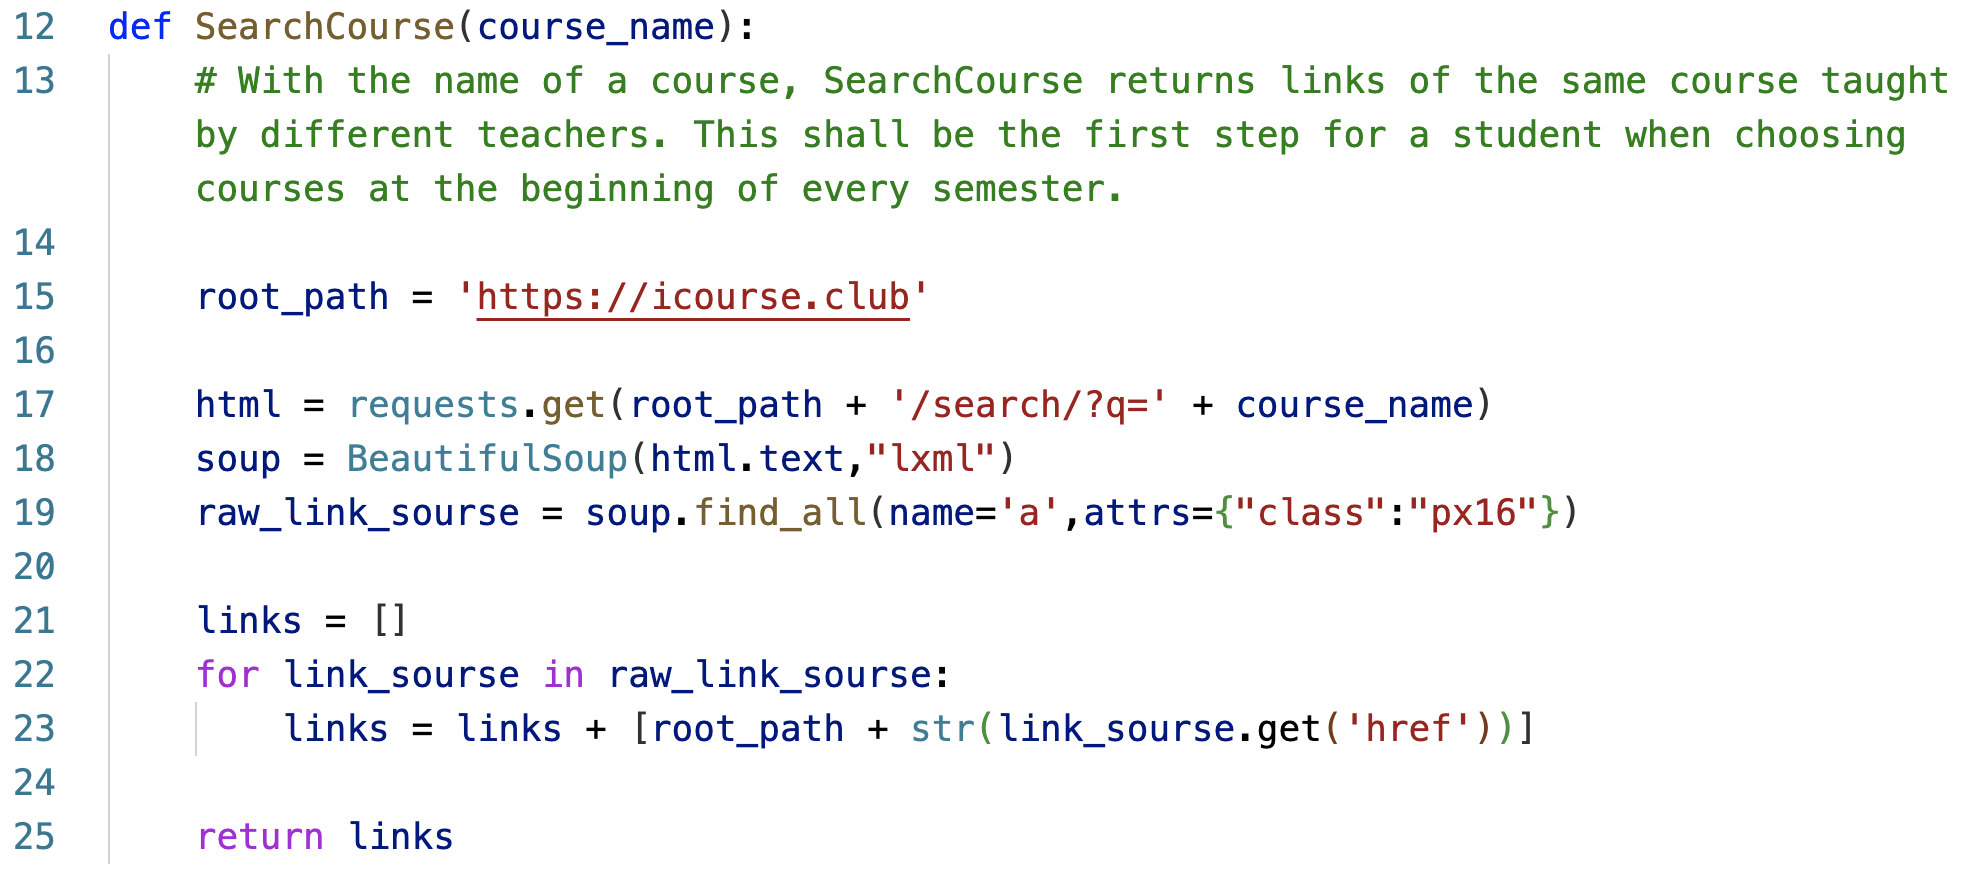 12 def SearchCourse(course_name):
13 # With the name of a course, SearchCourse returns links of the same course taught
by different teachers. This shall be the first step for a student when choosing
courses at the beginning of every semester.
14
15 root_path = 'https://icourse.club'
16
17 html = requests.get(root_path + '/search/?q=' + course_name)
18 soup = BeautifulSoup(html.text,"lxml")
19 raw_link_sourse = soup.find_all(name='a',attrs={"class":"px16"})
20
21 links = []
22 for link_sourse in raw_link_sourse:
23 links = links + [root_path + str(link_sourse.get('href'))]
24
25 return links